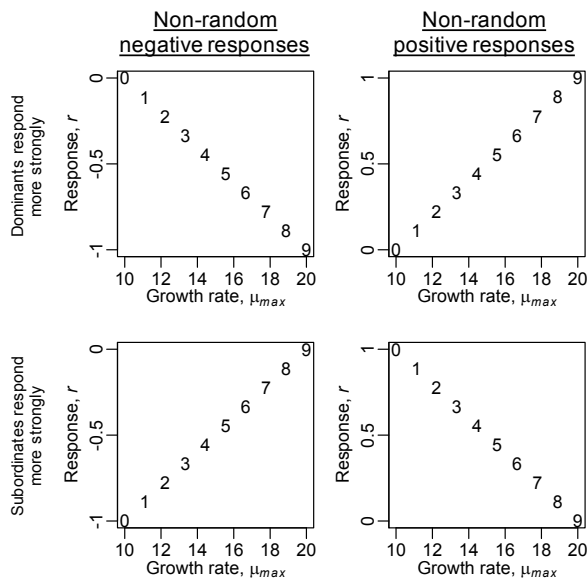 Non-random
negative responses
Non-random
positive responses
Dominants respond
more strongly
Response, r
0
-0.5
-1
0
1
2
3
4
5
6
7
8
9
10 12 14 16 18 20
Growth rate, μmax
Response, r
1
0.5
0
9
8
7
6
5
4
3
2
1
0
10 12 14 16 18 20
Growth rate, μmax
Subordinates respond
more strongly
Response, r
0
-0.5
-1
9
8
7
6
5
4
3
2
1
0
10 12 14 16 18 20
Growth rate, μmax
Response, r
1
0.5
0
0
1
2
3
4
5
6
7
8
9
10 12 14 16 18 20
Growth rate, μmax